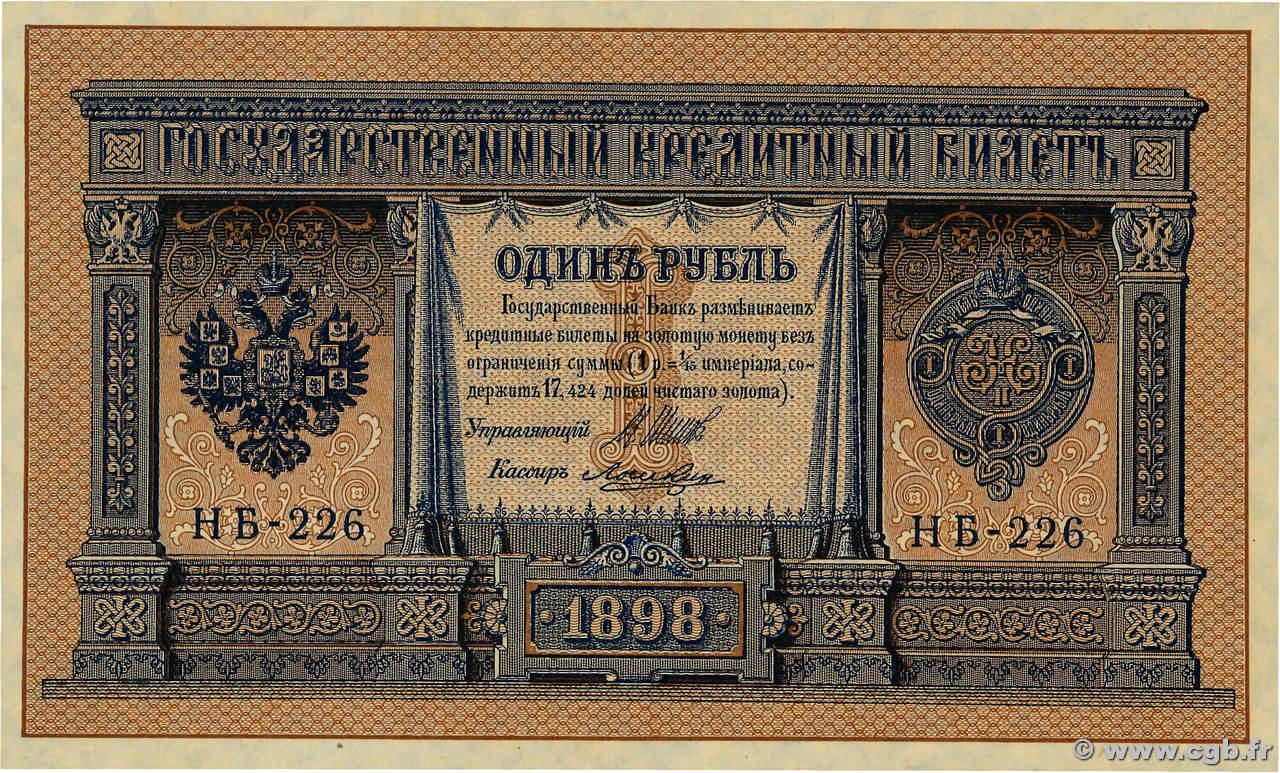 ГОСУДАРСТВЕННЫЙ КРЕДИТНЫЙ БИЛЕТЪ
ОДИНЪ РУБЛЬ
Государственный Банкъ размѣниваетъ
кредитные билеты на золотую монету безъ
ограниченія суммы (1 р.= 1/15 имперіала, со-
держитъ 17,424 долей чистаго золота).
Управляющій
Кассиръ
НБ-226
НБ-226
1898
© www.cgb.fr